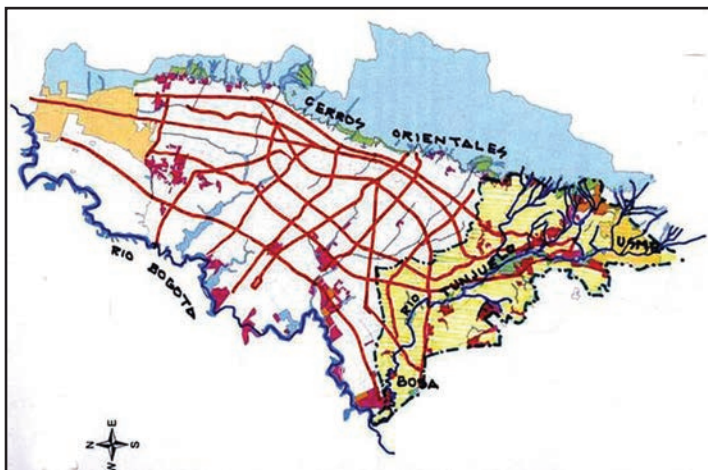 CERROS
ORIENTALES
USME
RIO TUNJUELO
RIO BOGOTA
BOSA
E
N
S
W